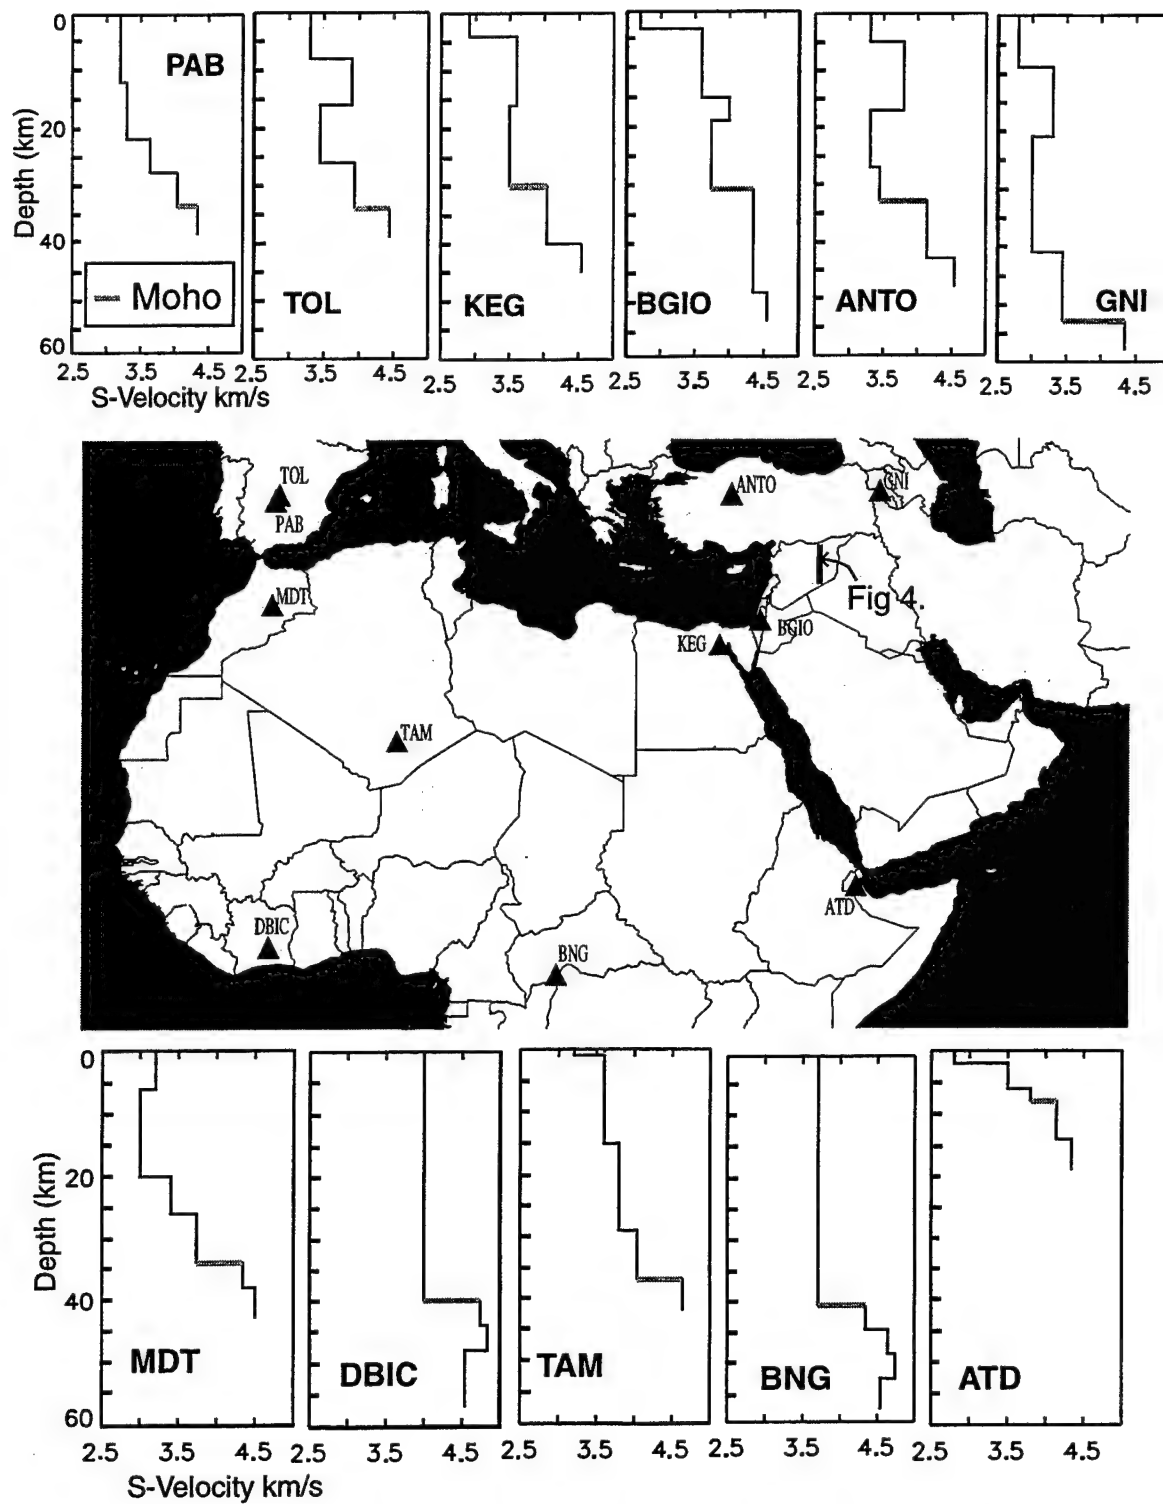 0
PAB
20
Depth (km)
40
Moho
TOL
KEG
BGIO
ANTO
GNI
60
2.5 3.5 4.5 2.5 3.5 4.5 2.5 3.5 4.5 2.5 3.5 4.5 2.5 3.5 4.5 2.5 3.5 4.5
S-Velocity km/s
TOL
PAB
ANTO
GNI
MDT
Fig 4.
KEG
BGIO
TAM
ATD
DBIC
BNG
0
20
Depth (km)
40
MDT
DBIC
TAM
BNG
ATD
60
2.5 3.5 4.5 2.5 3.5 4.5 2.5 3.5 4.5 2.5 3.5 4.5 2.5 3.5 4.5
S-Velocity km/s